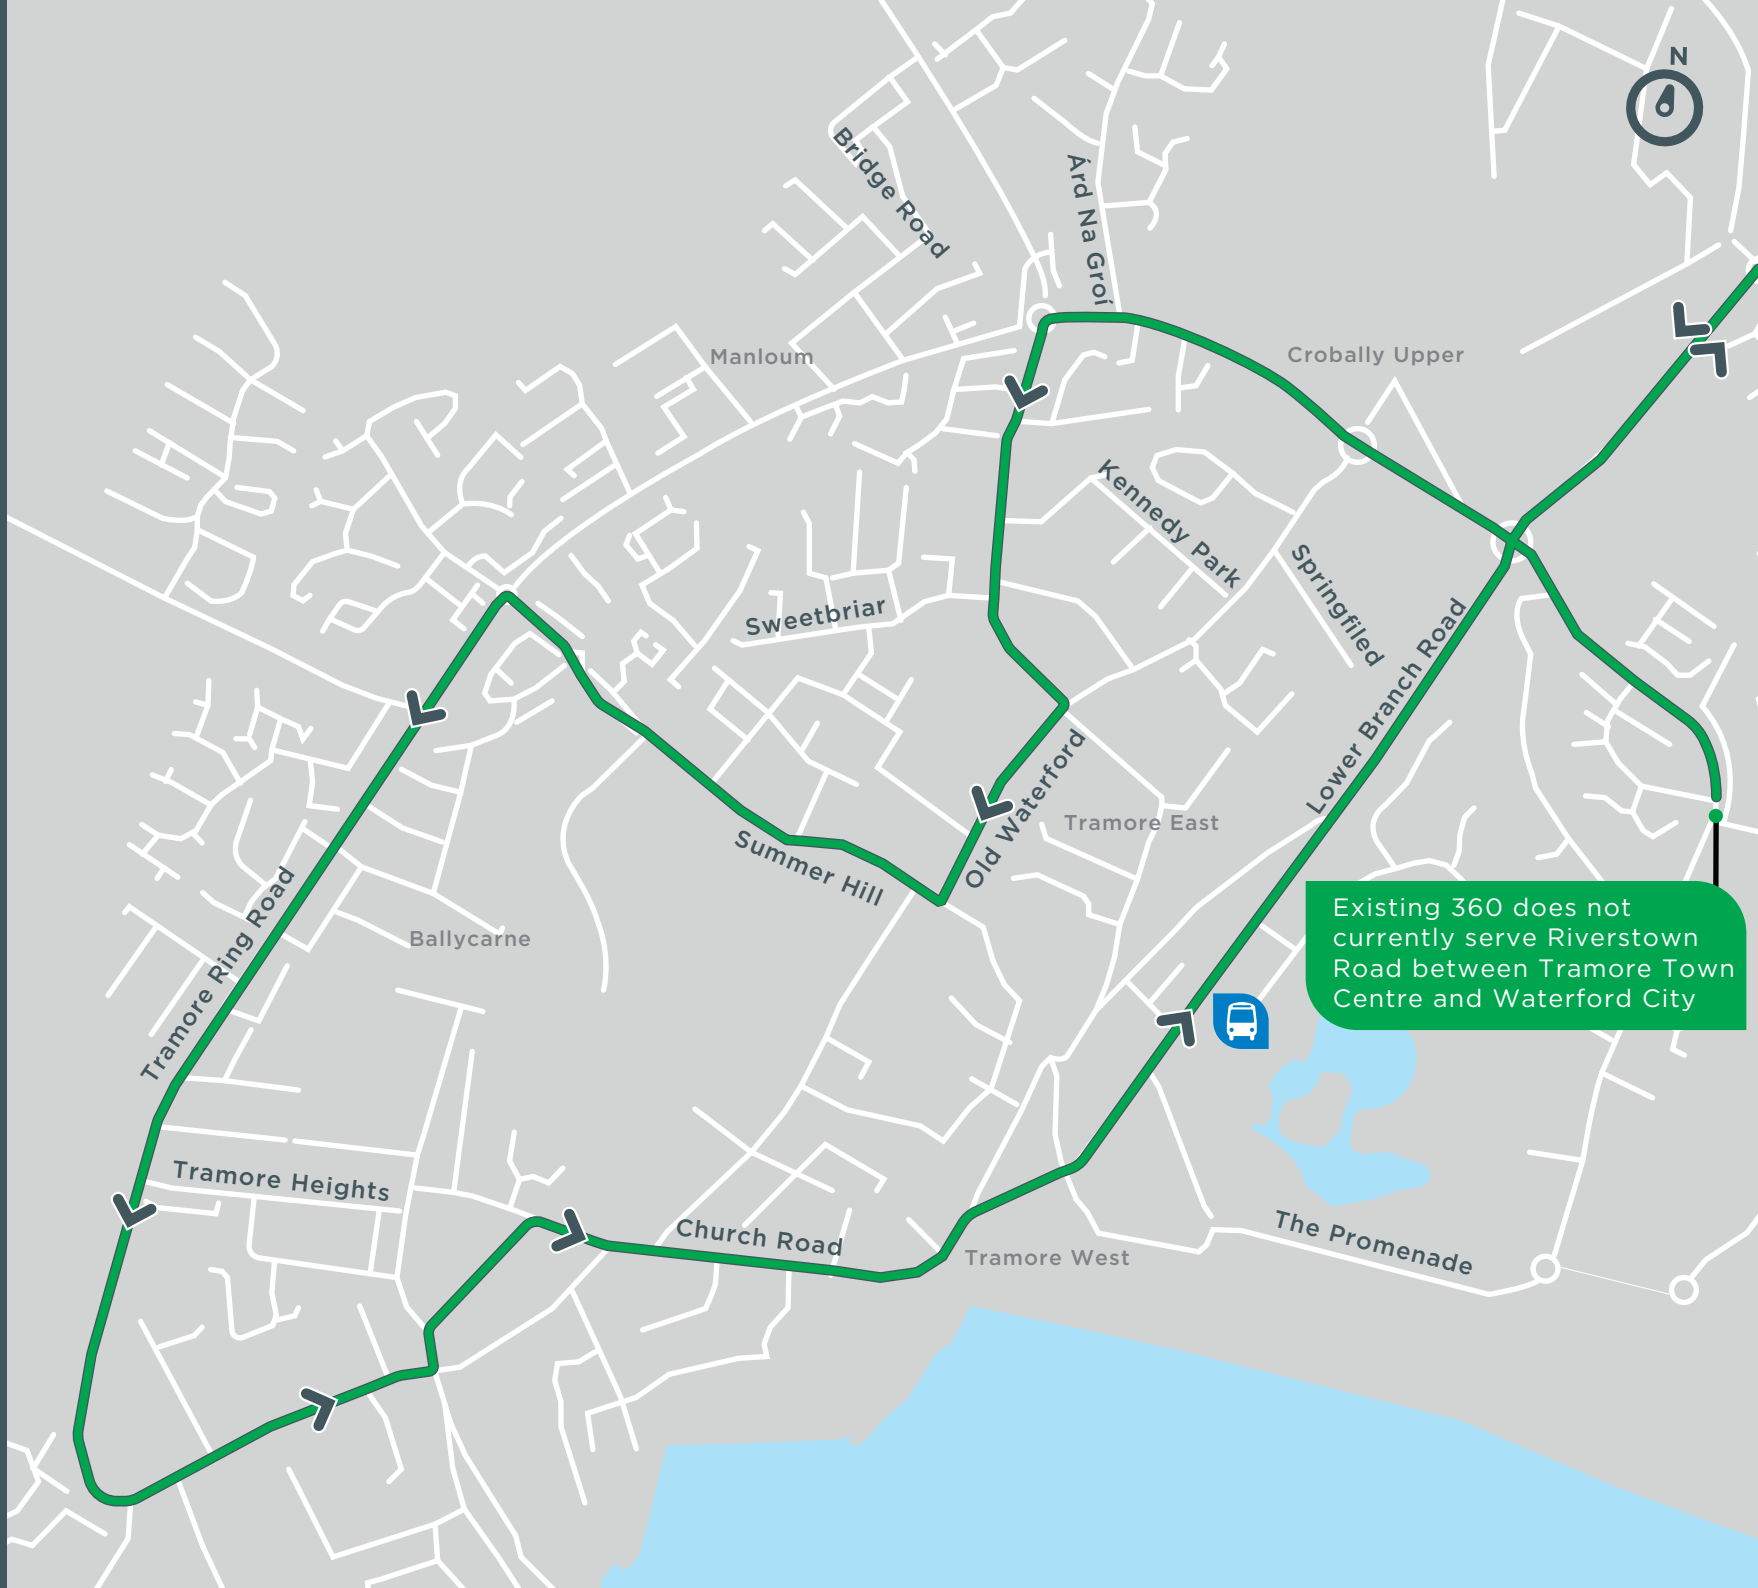 N
Bridge Road
Árd Na Groí
Manloum
Crobally Upper
Kennedy Park
Springfiled
Sweetbriar
Lower Branch Road
Old Waterford
Tramore East
Summer Hill
Tramore Ring Road
Ballycarne
Existing 360 does not
currently serve Riverstown
Road between Tramore Town
Centre and Waterford City
Tramore Heights
Church Road
Tramore West
The Promenade